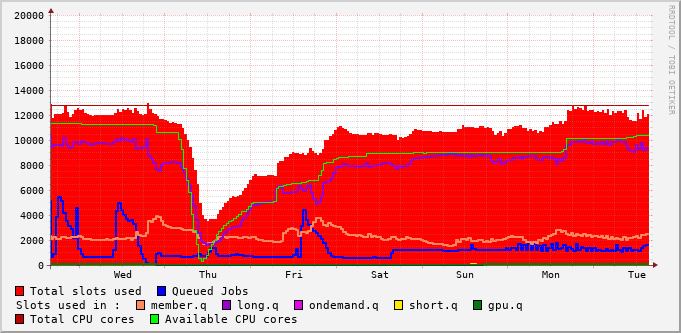 RRDTOOL / TOBI OETIKER
20000
18000
16000
14000
12000
10000
8000
6000
4000
2000
0
Wed Thu Fri Sat Sun Mon Tue
Total slots used Queued Jobs
Slots used in : member.q long.q ondemand.q short.q gpu.q
Total CPU cores Available CPU cores